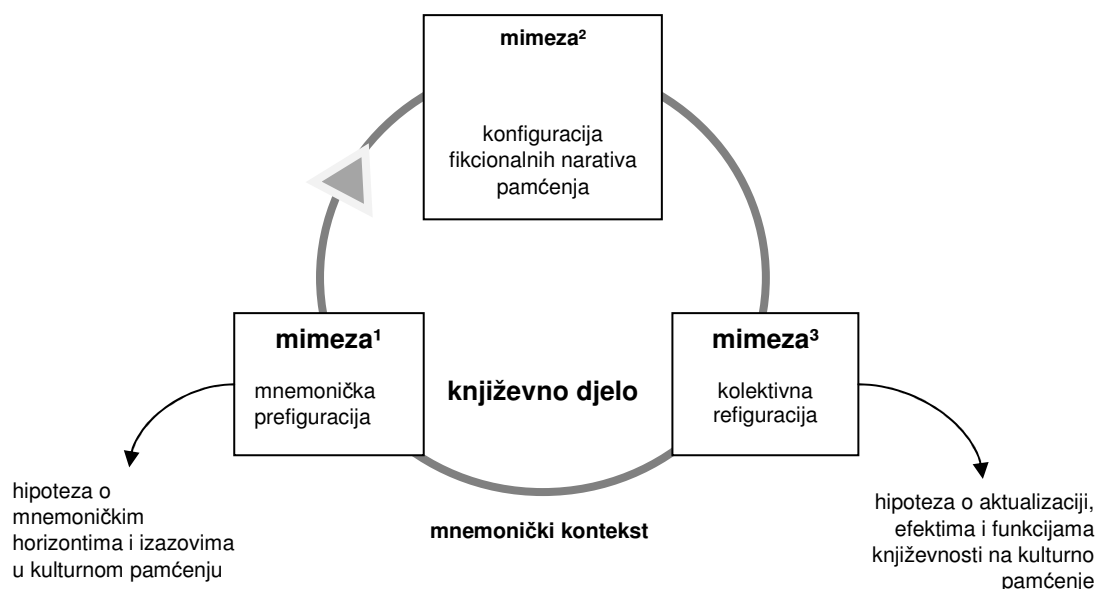 mimeza²
konfiguracija
fikcionalnih narativa
pamćenja
mimeza¹
mnemonička
prefiguracija
književno djelo
mimeza³
kolektivna
refiguracija
hipoteza o
mnemoničkim
horizontima i izazovima
u kulturnom pamćenju
mnemonički kontekst
hipoteza o aktualizaciji,
efektima i funkcijama
književnosti na kulturno
pamćenje